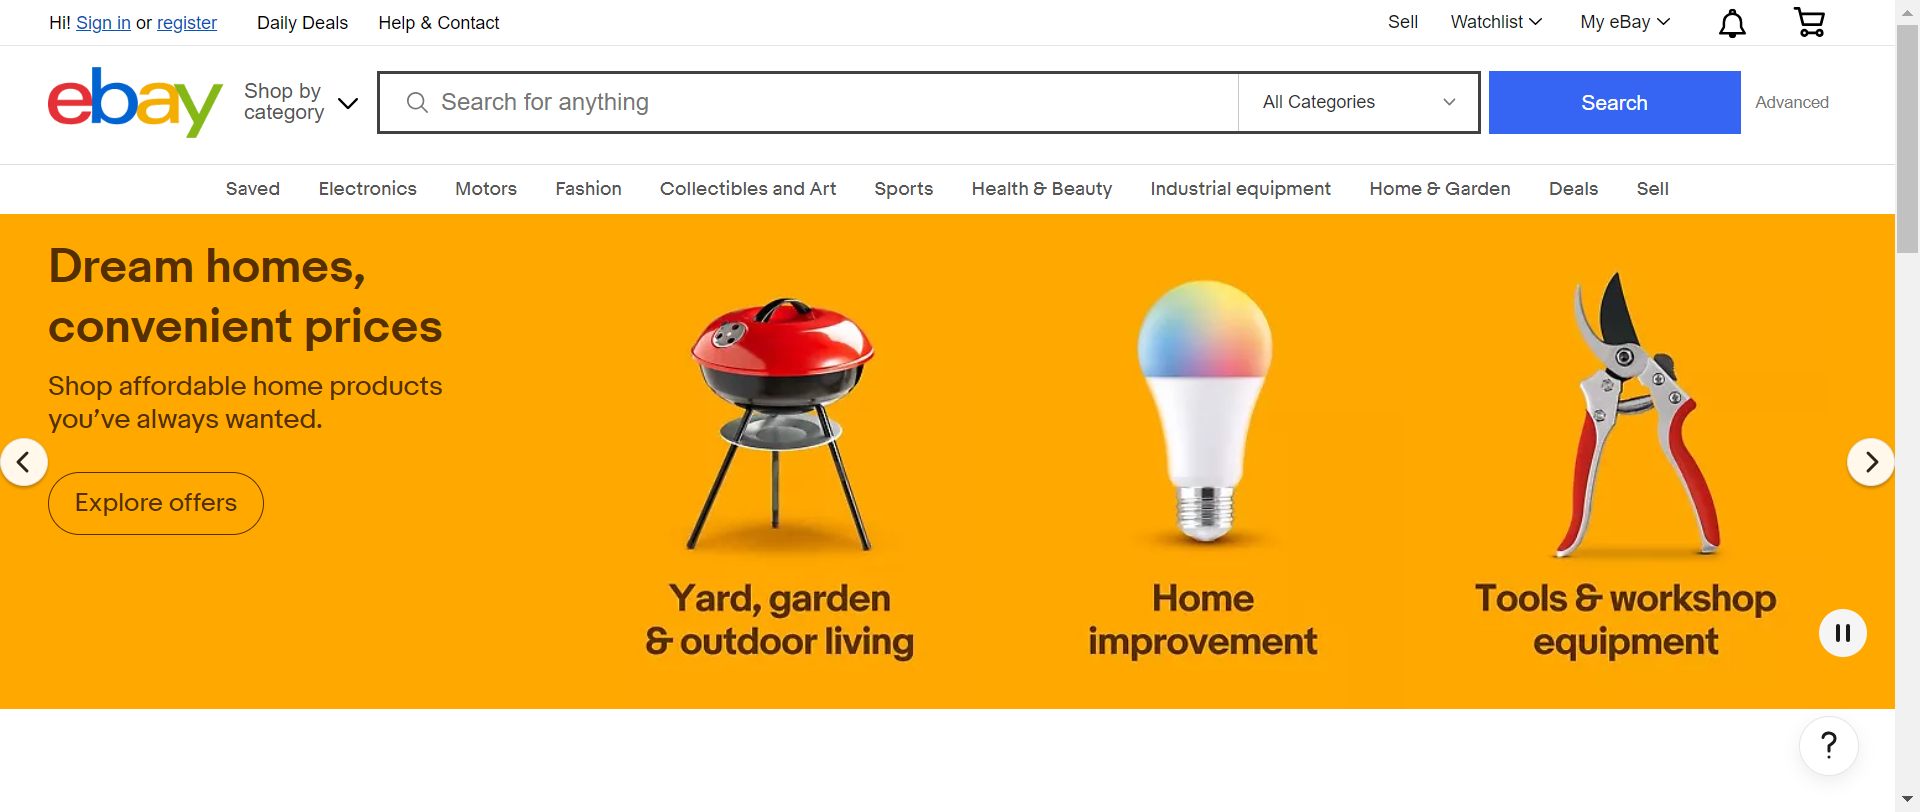 Hi! Sign in or register Daily Deals Help & Contact Sell Watchlist My eBay
ebay
Shop by
category
Search for anything All Categories Search Advanced
Saved Electronics Motors Fashion Collectibles and Art Sports Health & Beauty Industrial equipment Home & Garden Deals Sell
Dream homes,
convenient prices
Shop affordable home products
you’ve always wanted.
Explore offers
Yard, garden
& outdoor living
Home
improvement
Tools & workshop
equipment
?